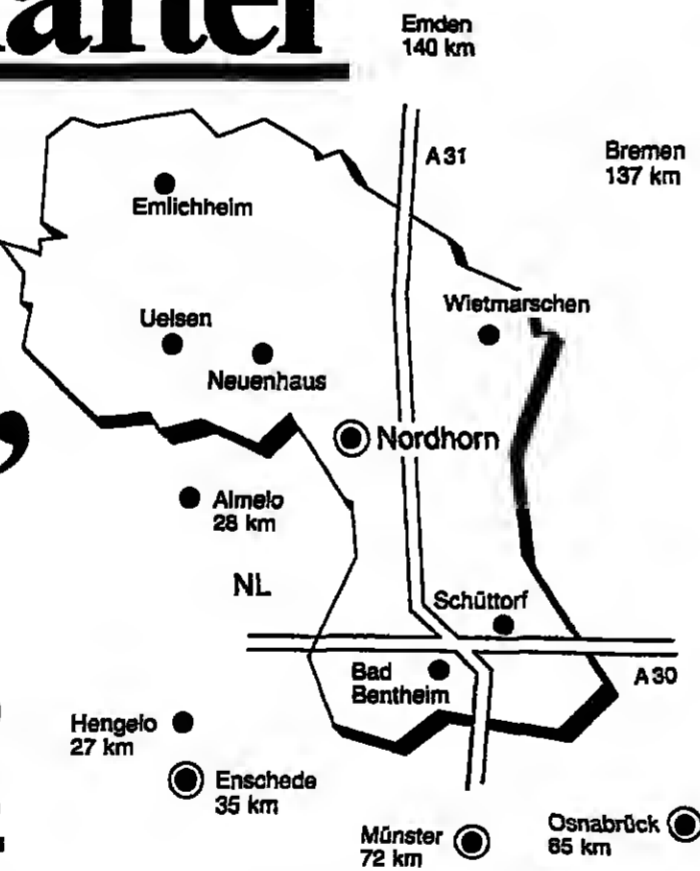 Emden
140 km
A31
Bremen
137 km
Emlichheim
Wietmarschen
Uelsen
Neuenhaus
Nordhorn
Almelo
28 km
NL
Schüttorf
Bad
Bentheim
A30
Hengelo
27 km
Enschede
35 km
Münster
72 km
Osnabrück
85 km